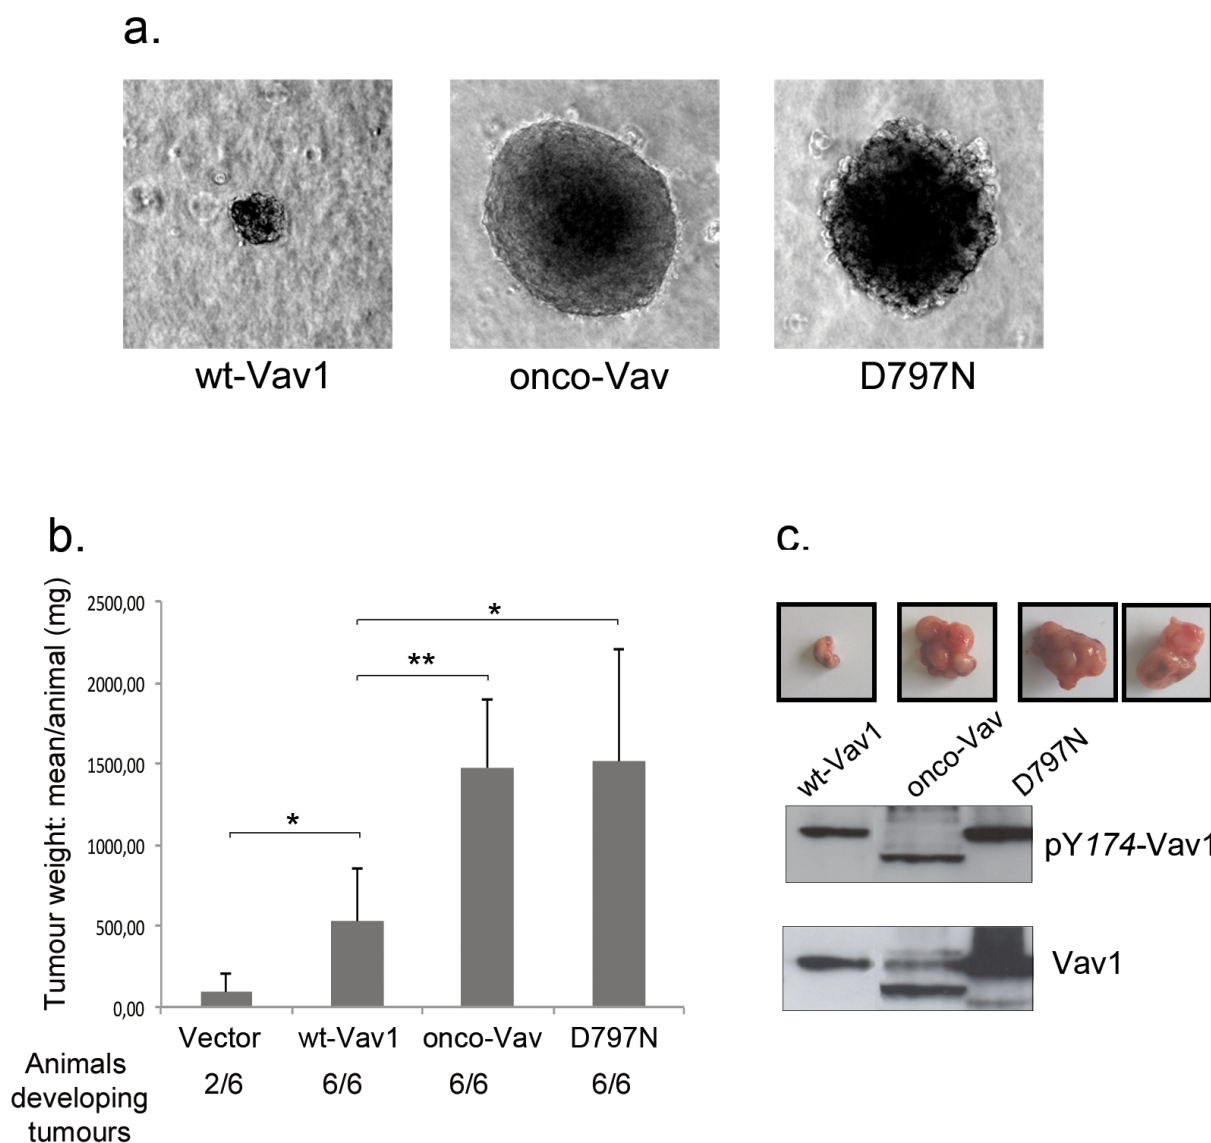 a.
wt-Vav1
onco-Vav
D797N
b.
Tumour weight: mean/animal (mg)
2500,00
2000,00
1500,00
1000,00
500,00
0,00
*
**
*
Vector
wt-Vav1
onco-Vav
D797N
Animals
developing
tumours
2/6
6/6
6/6
6/6
c.
wt-Vav1
onco-Vav
D797N
pY174-Vav1
Vav1